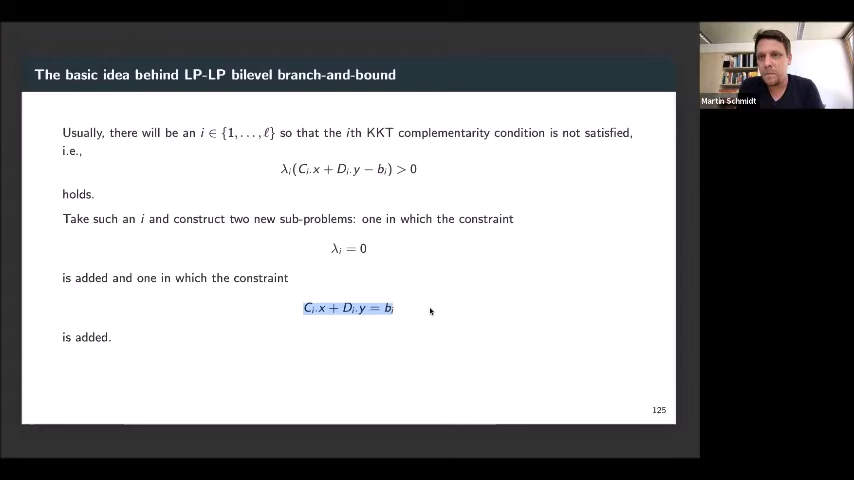 The basic idea behind LP-LP bilevel branch-and-bound
Martin Schmidt
Usually, there will be an i ∈ {1, . . . , ℓ} so that the ith KKT complementarity condition is not satisfied,
i.e.,
λᵢ(Cᵢ.x + Dᵢ.y − bᵢ) > 0
holds.
Take such an i and construct two new sub-problems: one in which the constraint
λᵢ = 0
is added and one in which the constraint
Cᵢ.x + Dᵢ.y = bᵢ
is added.
125